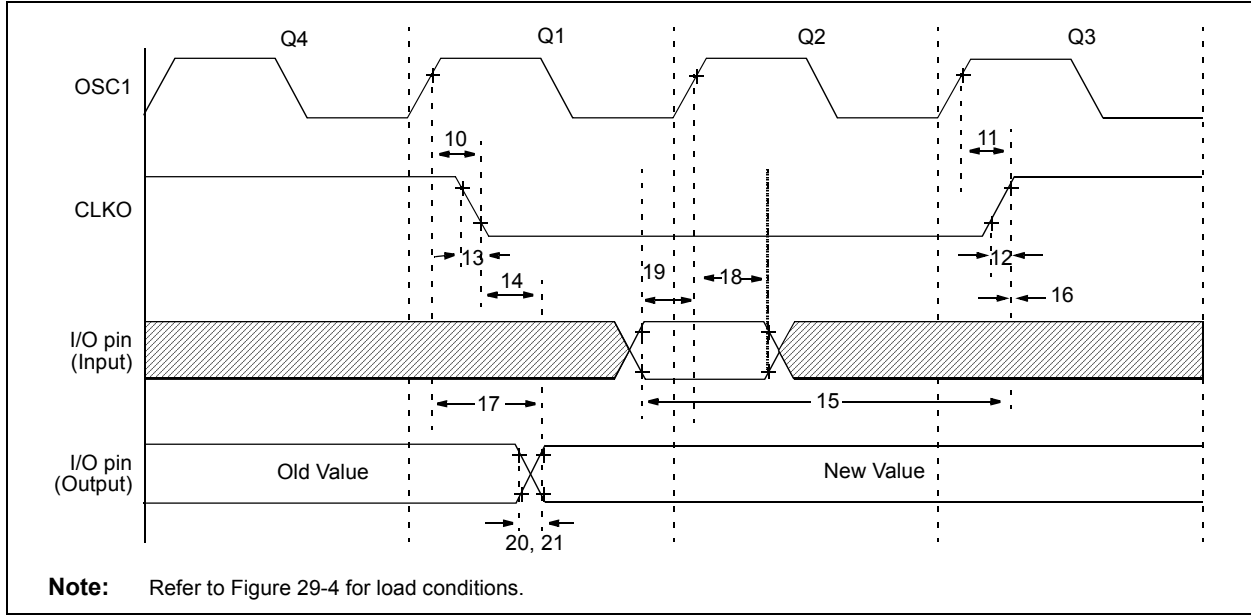 Q4 Q1 Q2 Q3
OSC1
10 11
CLKO
13 12
14 19 18 16
I/O pin
(Input)
17 15
I/O pin
(Output)
Old Value New Value
20, 21
Note: Refer to Figure 29-4 for load conditions.